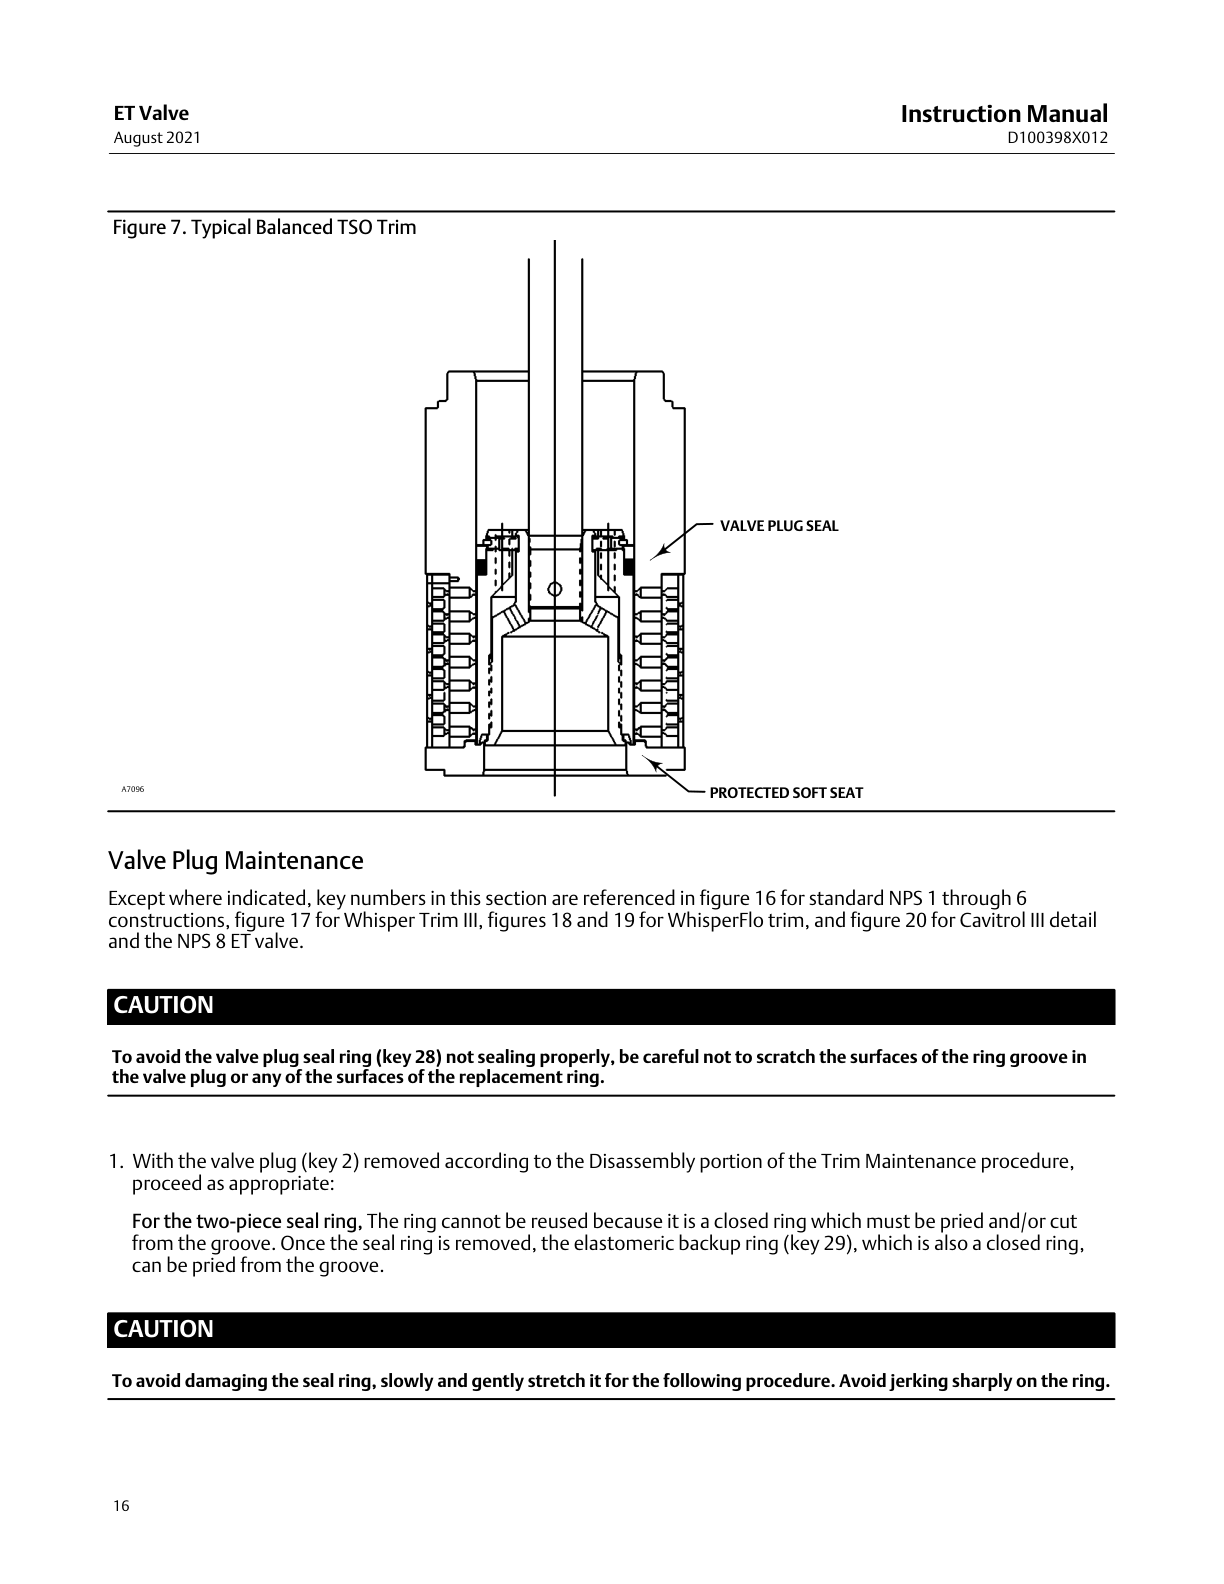 ET Valve
August 2021
Instruction Manual
D100398X012
Figure 7. Typical Balanced TSO Trim
VALVE PLUG SEAL
PROTECTED SOFT SEAT
A7096
Valve Plug Maintenance
Except where indicated, key numbers in this section are referenced in figure 16 for standard NPS 1 through 6
constructions, figure 17 for Whisper Trim III, figures 18 and 19 for WhisperFlo trim, and figure 20 for Cavitrol III detail
and the NPS 8 ET valve.
CAUTION
To avoid the valve plug seal ring (key 28) not sealing properly, be careful not to scratch the surfaces of the ring groove in
the valve plug or any of the surfaces of the replacement ring.
1. With the valve plug (key 2) removed according to the Disassembly portion of the Trim Maintenance procedure,
proceed as appropriate:
For the two-piece seal ring, The ring cannot be reused because it is a closed ring which must be pried and/or cut
from the groove. Once the seal ring is removed, the elastomeric backup ring (key 29), which is also a closed ring,
can be pried from the groove.
CAUTION
To avoid damaging the seal ring, slowly and gently stretch it for the following procedure. Avoid jerking sharply on the ring.
16